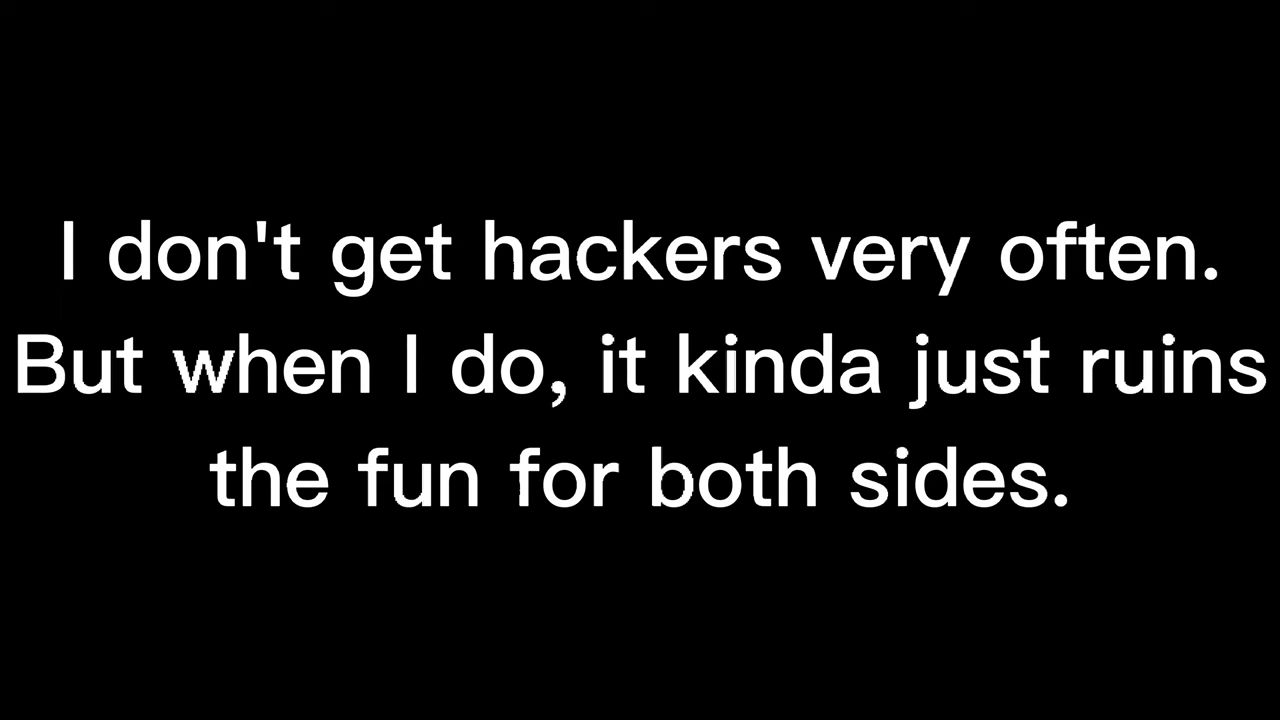 I don't get hackers very often.
But when I do, it kinda just ruins
the fun for both sides.